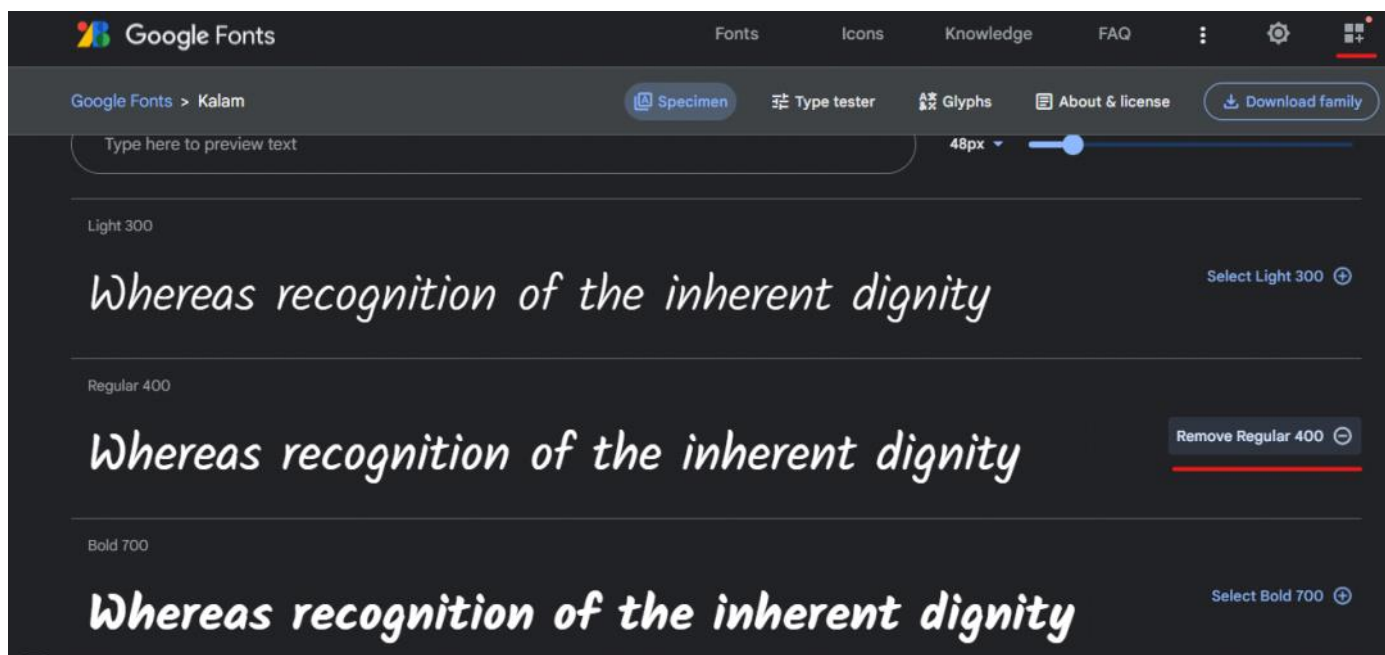 Google Fonts Fonts Icons Knowledge FAQ
Google Fonts > Kalam Specimen Type tester Glyphs About & license Download family
Type here to preview text 48px
Light 300
Whereas recognition of the inherent dignity Select Light 300
Regular 400
Whereas recognition of the inherent dignity Remove Regular 400
Bold 700
Whereas recognition of the inherent dignity Select Bold 700